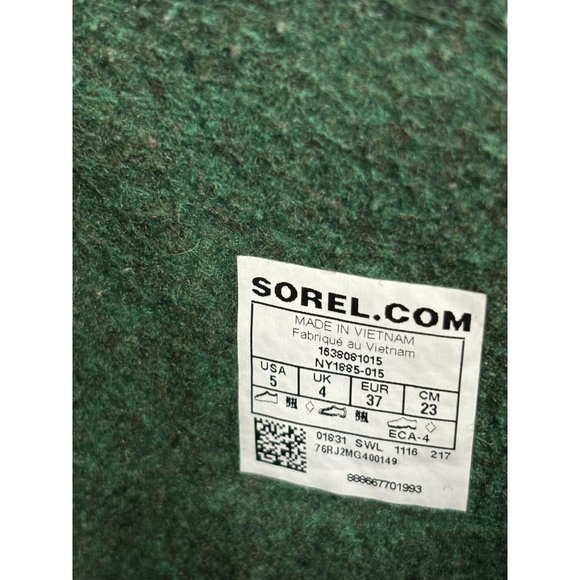 SOREL.COM
MADE IN VIETNAM
Fabriqué au Vietnam
1638081015
NY1885-015
USA UK EUR CM
5 4 37 23
ECA-4
01831 SWL 1116 217
76RJ2MG400149
888667701993